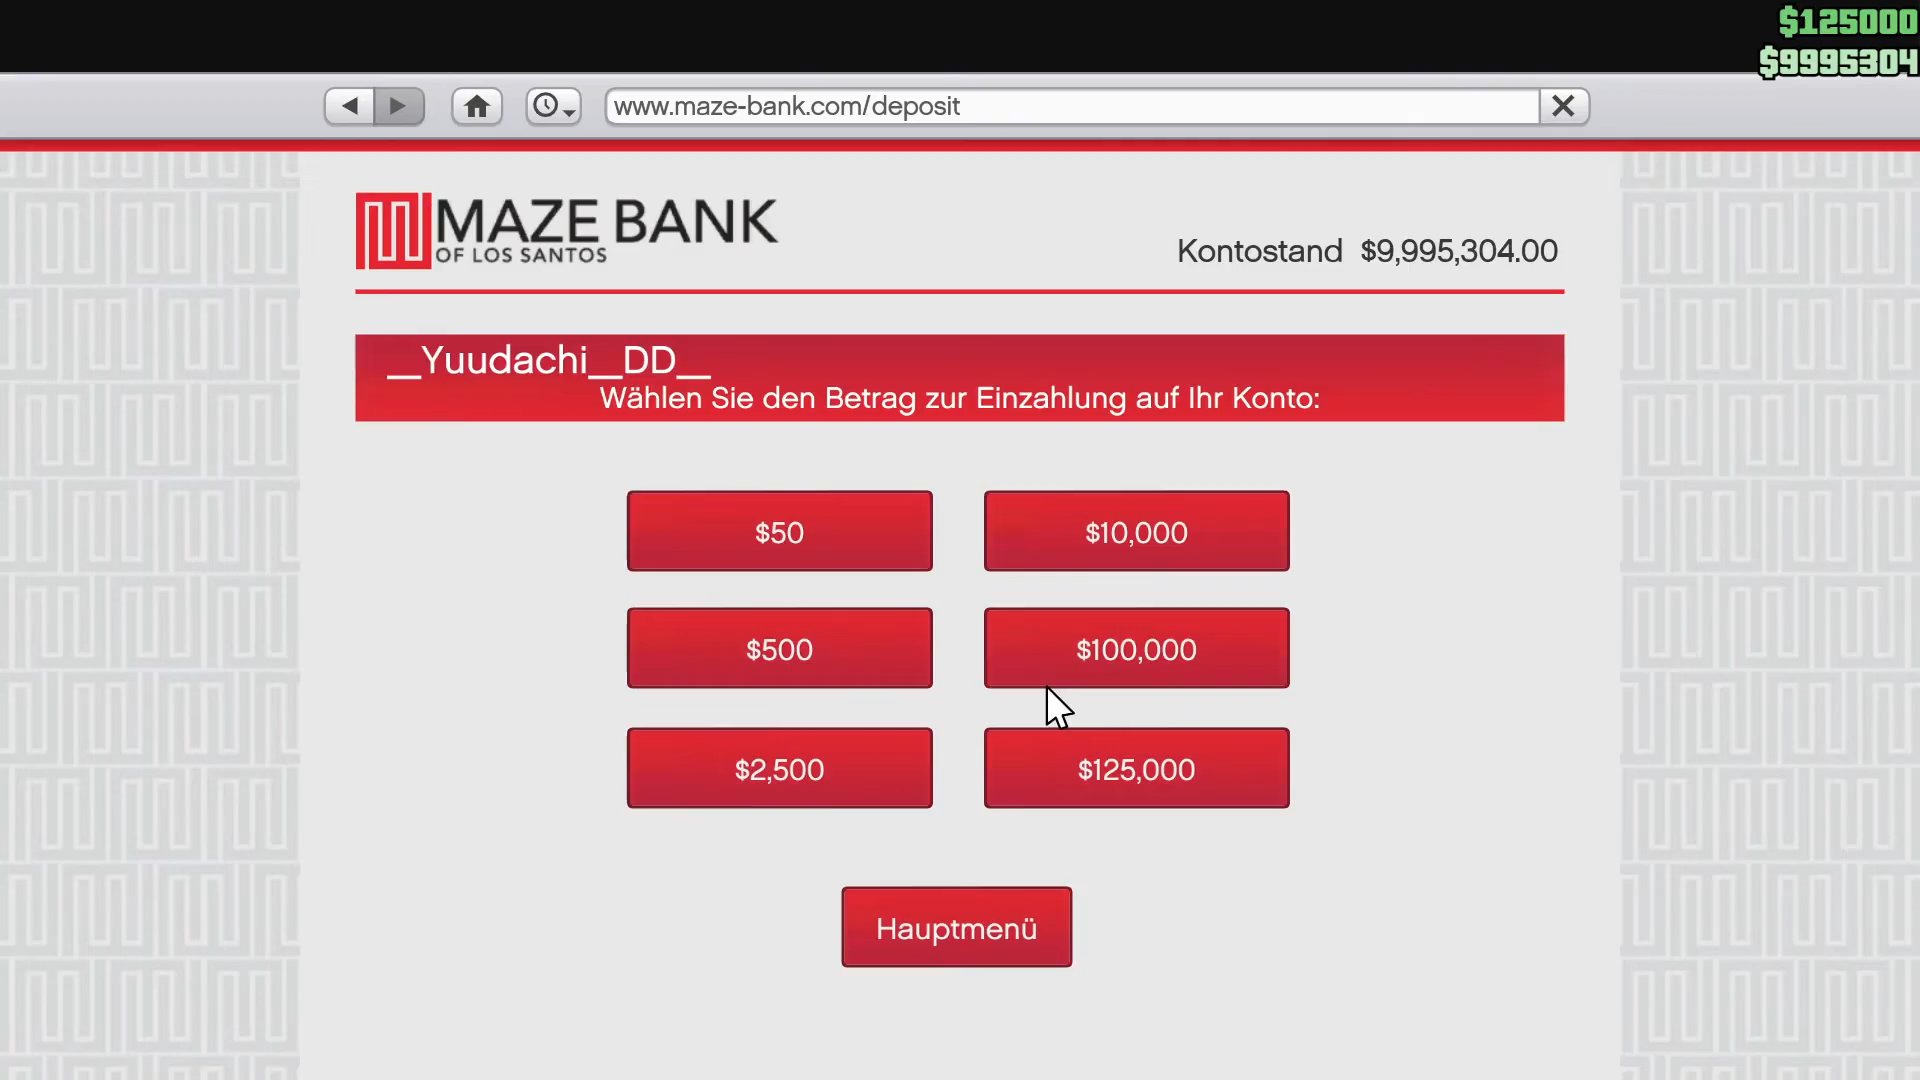 $125000
$9995304
www.maze-bank.com/deposit
MAZE BANK
OF LOS SANTOS
Kontostand $9,995,304.00
__Yuudachi__DD__
Wählen Sie den Betrag zur Einzahlung auf Ihr Konto:
$50
$10,000
$500
$100,000
$2,500
$125,000
Hauptmenü